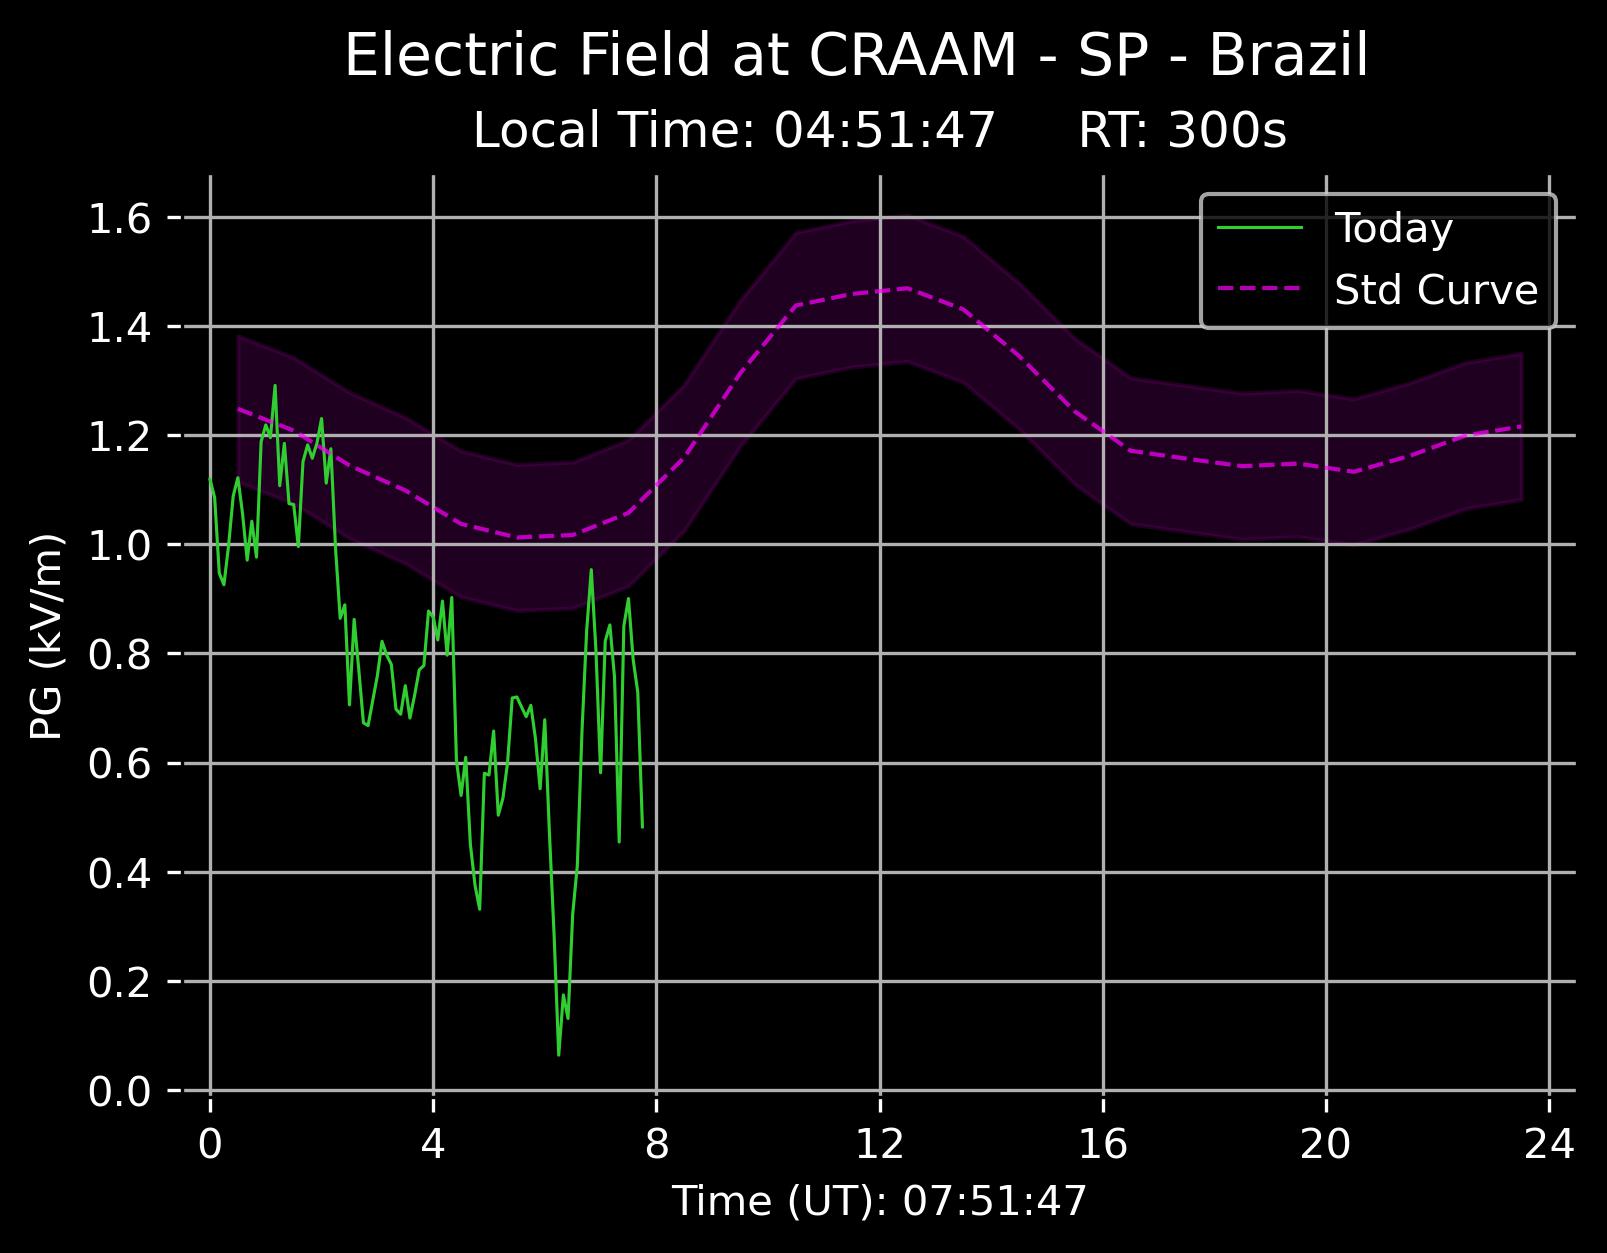 Electric Field at CRAAM - SP - Brazil
Local Time: 04:51:47 RT: 300s
Today
Std Curve
PG (kV/m)
1.6
1.4
1.2
1.0
0.8
0.6
0.4
0.2
0.0
0 4 8 12 16 20 24
Time (UT): 07:51:47